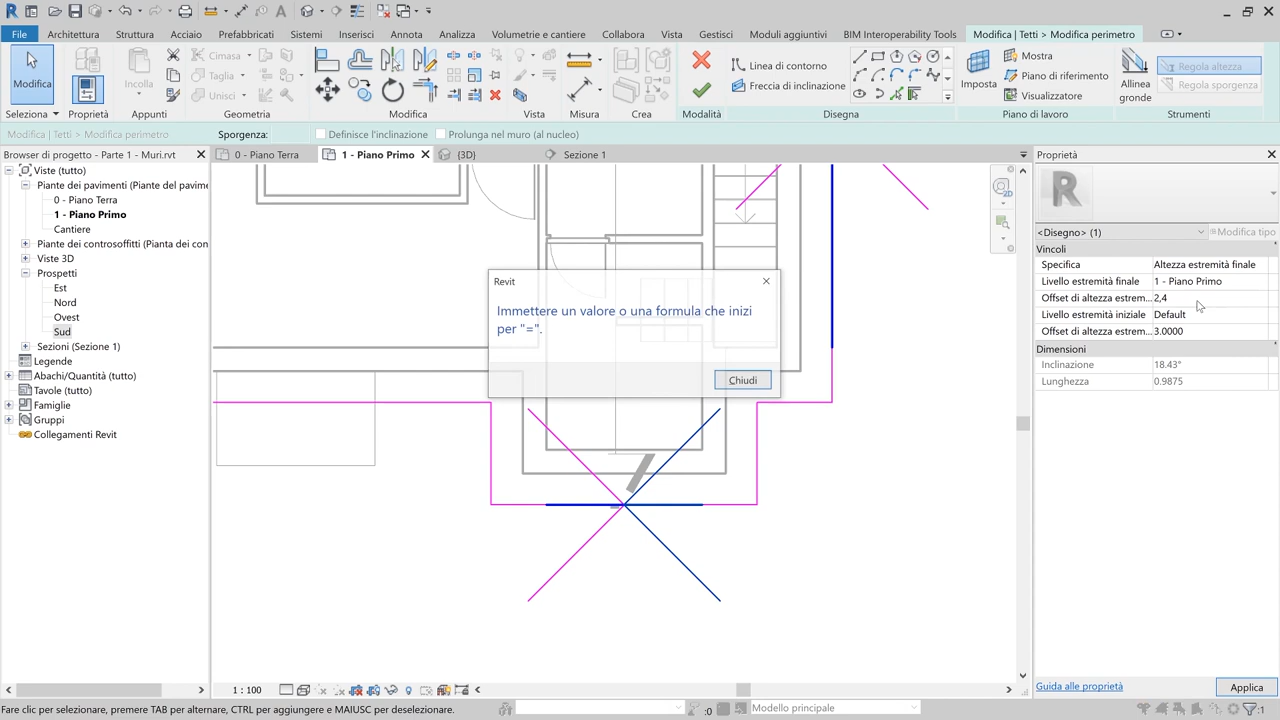 File Architettura Struttura Acciaio Prefabbricati Sistemi Inserisci Annota Analizza Volumetrie e cantiere Collabora Vista Gestisci Moduli aggiuntivi BIM Interoperability Tools Modifica | Tetti > Modifica perimetro
Cimasa Linea di contorno Mostra Regola altezza
Modifica Incolla Taglia Freccia di inclinazione Imposta Piano di riferimento Allinea Regola sporgenza
Unisci Visualizzatore gronde
Seleziona Proprietà Appunti Geometria Modifica Vista Misura Crea Modalità Disegna Piano di lavoro Strumenti
Modifica | Tetti > Modifica perimetro Sporgenza: Definisce l'inclinazione Prolunga nel muro (al nucleo)
Browser di progetto - Parte 1 - Muri.rvt 0 - Piano Terra 1 - Piano Primo {3D} Sezione 1 Proprietà
Viste (tutto)
Piante dei pavimenti (Piante del pavime
0 - Piano Terra
1 - Piano Primo
Cantiere
Piante dei controsoffitti (Pianta dei con
Viste 3D
Prospetti
Est
Nord
Ovest
Sud
Sezioni (Sezione 1)
Legende
Abachi/Quantità (tutto)
Tavole (tutto)
Famiglie
Gruppi
Collegamenti Revit
2D
Revit
Immettere un valore o una formula che inizi
per "=".
Chiudi
R
<Disegno> (1) Modifica tipo
Vincoli
Specifica Altezza estremità finale
Livello estremità finale 1 - Piano Primo
Offset di altezza estrem... 2,4
Livello estremità iniziale Default
Offset di altezza estrem... 3.0000
Dimensioni
Inclinazione 18.43°
Lunghezza 0.9875
Guida alle proprietà Applica
1 : 100
Fare clic per selezionare, premere TAB per alternare, CTRL per aggiungere e MAIUSC per deselezionare. :0 Modello principale :1